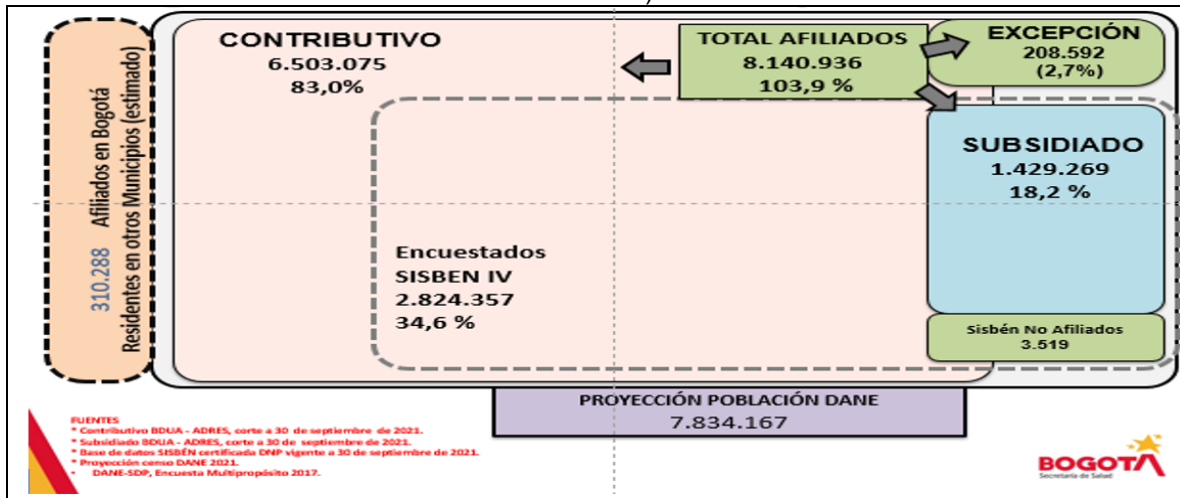 CONTRIBUTIVO
6.503.075
83,0%
TOTAL AFILIADOS
8.140.936
103,9 %
EXCEPCIÓN
208.592
(2,7%)
SUBSIDIADO
1.429.269
18,2 %
310.288 Afiliados en Bogotá
Residentes en otros Municipios (estimado)
Encuestados
SISBEN IV
2.824.357
34,6 %
Sisbén No Afiliados
3.519
PROYECCIÓN POBLACIÓN DANE
7.834.167
FUENTES
* Contributivo BDUA - ADRES, corte a 30 de septiembre de 2021.
* Subsidiado BDUA - ADRES, corte a 30 de septiembre de 2021.
* Base de datos SISBÉN certificada DNP vigente a 30 de septiembre de 2021.
* Proyección censo DANE 2021.
• DANE-SDP, Encuesta Multipropósito 2017.
BOGOTÁ
Secretaría de Salud